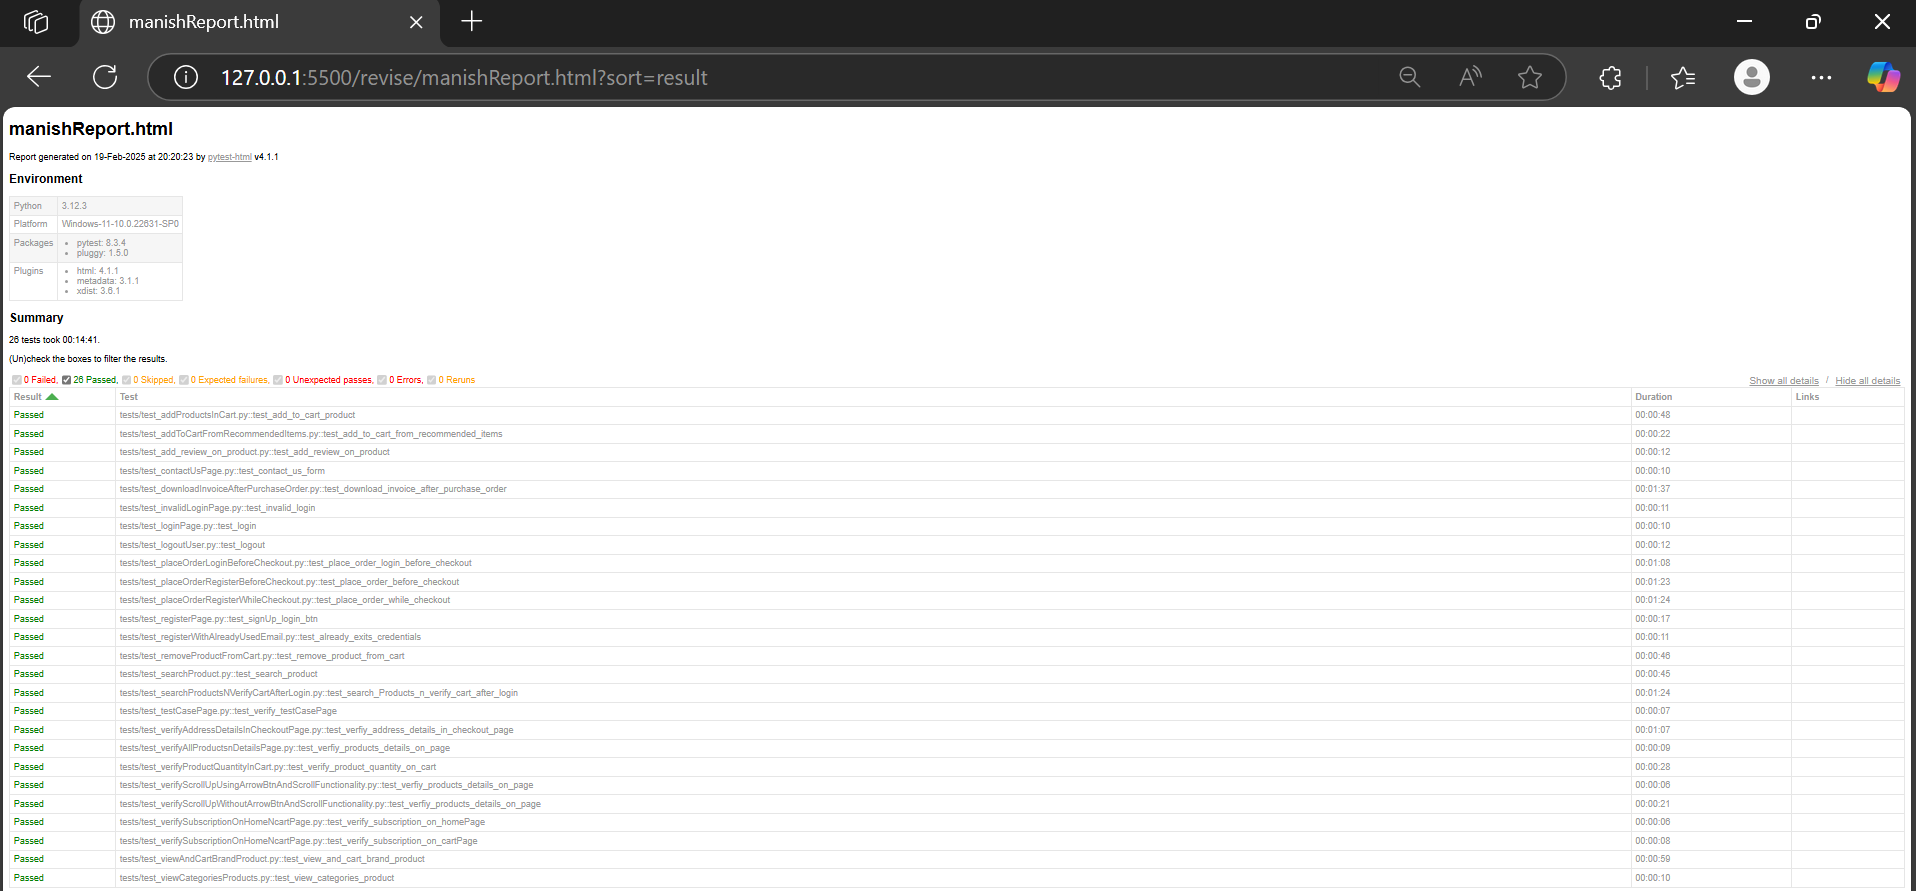 manishReport.html
127.0.0.1:5500/revise/manishReport.html?sort=result
manishReport.html
Report generated on 19-Feb-2025 at 20:20:23 by pytest-html v4.1.1
Environment
Python 3.12.3
Platform Windows-11-10.0.22631-SP0
Packages
pytest: 8.3.4
pluggy: 1.5.0
Plugins
html: 4.1.1
metadata: 3.1.1
xdist: 3.6.1
Summary
26 tests took 00:14:41.
(Un)check the boxes to filter the results.
0 Failed, 26 Passed, 0 Skipped, 0 Expected failures, 0 Unexpected passes, 0 Errors, 0 Reruns Show all details / Hide all details
Result Test Duration Links
Passed tests/test_addProductsInCart.py::test_add_to_cart_product 00:00:48
Passed tests/test_addToCartFromRecommendedItems.py::test_add_to_cart_from_recommended_items 00:00:22
Passed tests/test_add_review_on_product.py::test_add_review_on_product 00:00:12
Passed tests/test_contactUsPage.py::test_contact_us_form 00:00:10
Passed tests/test_downloadInvoiceAfterPurchaseOrder.py::test_download_invoice_after_purchase_order 00:01:37
Passed tests/test_invalidLoginPage.py::test_invalid_login 00:00:11
Passed tests/test_loginPage.py::test_login 00:00:10
Passed tests/test_logoutUser.py::test_logout 00:00:12
Passed tests/test_placeOrderLoginBeforeCheckout.py::test_place_order_login_before_checkout 00:01:08
Passed tests/test_placeOrderRegisterBeforeCheckout.py::test_place_order_before_checkout 00:01:23
Passed tests/test_placeOrderRegisterWhileCheckout.py::test_place_order_while_checkout 00:01:24
Passed tests/test_registerPage.py::test_signUp_login_btn 00:00:17
Passed tests/test_registerWithAlreadyUsedEmail.py::test_already_exits_credentials 00:00:11
Passed tests/test_removeProductFromCart.py::test_remove_product_from_cart 00:00:46
Passed tests/test_searchProduct.py::test_search_product 00:00:45
Passed tests/test_searchProductsNVerifyCartAfterLogin.py::test_search_Products_n_verify_cart_after_login 00:01:24
Passed tests/test_testCasePage.py::test_verify_testCasePage 00:00:07
Passed tests/test_verifyAddressDetailsInCheckoutPage.py::test_verfiy_address_details_in_checkout_page 00:01:07
Passed tests/test_verifyAllProductsnDetailsPage.py::test_verfiy_products_details_on_page 00:00:09
Passed tests/test_verifyProductQuantityInCart.py::test_verify_product_quantity_on_cart 00:00:28
Passed tests/test_verifyScrollUpUsingArrowBtnAndScrollFunctionality.py::test_verfiy_products_details_on_page 00:00:06
Passed tests/test_verifyScrollUpWithoutArrowBtnAndScrollFunctionality.py::test_verfiy_products_details_on_page 00:00:21
Passed tests/test_verifySubscriptionOnHomeNcartPage.py::test_verify_subscription_on_homePage 00:00:06
Passed tests/test_verifySubscriptionOnHomeNcartPage.py::test_verify_subscription_on_cartPage 00:00:08
Passed tests/test_viewAndCartBrandProduct.py::test_view_and_cart_brand_product 00:00:59
Passed tests/test_viewCategoriesProducts.py::test_view_categories_product 00:00:10